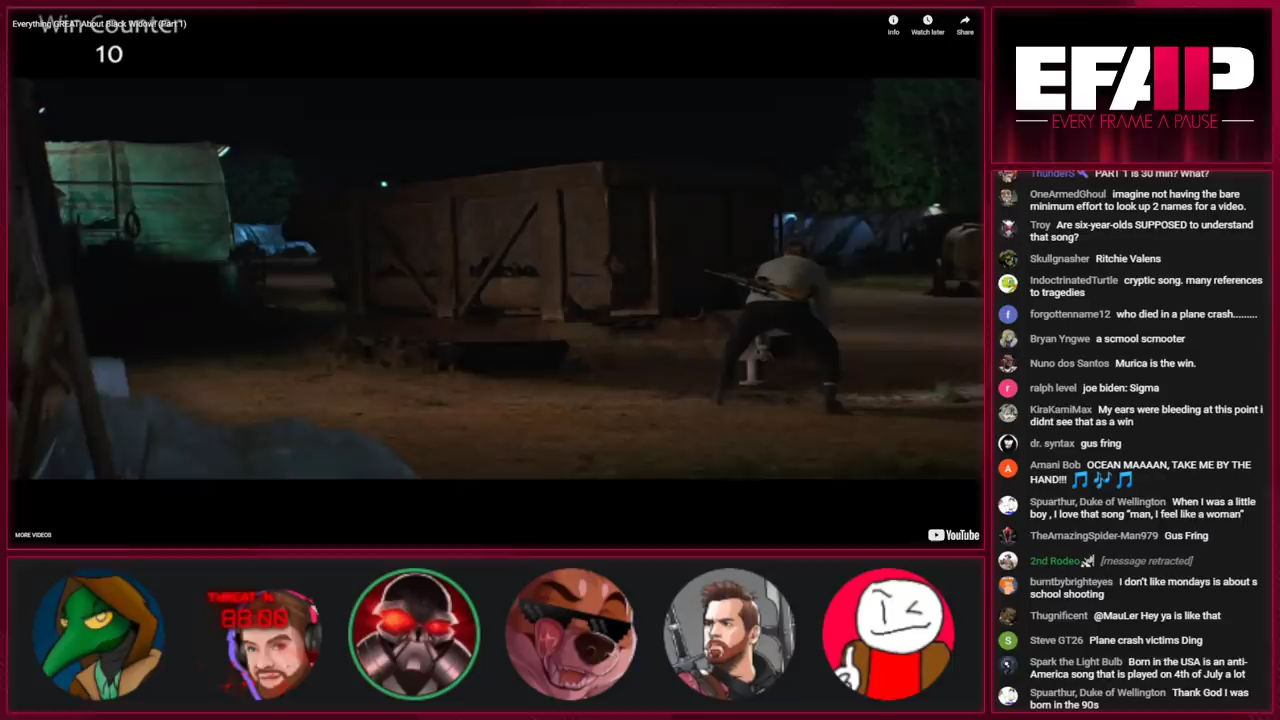 Everything GREAT About Black Widow! (Part 1)
Win Counter
10
Info
Watch later
Share
MORE VIDEOS
YouTube
THREAT IN
88:00
EFAP
EVERY FRAME A PAUSE
ThunderS PART 1 is 30 min? What?
OneArmedGhoul imagine not having the bare
minimum effort to look up 2 names for a video.
Troy Are six-year-olds SUPPOSED to understand
that song?
Skullgnasher Ritchie Valens
IndoctrinatedTurtle cryptic song. many references
to tragedies
f forgottenname12 who died in a plane crash.........
Bryan Yngwe a scrnool scrnooter
Nuno dos Santos Murica is the win.
r ralph level joe biden: Sigma
KiraKamiMax My ears were bleeding at this point i
didnt see that as a win
dr. syntax gus fring
A Amani Bob OCEAN MAAAAN, TAKE ME BY THE
HAND!!! 🎵 🎶 🎵
Spuarthur, Duke of Wellington When I was a little
boy , I love that song “man, I feel like a woman”
TheAmazingSpider-Man979 Gus Fring
2nd Rodeo [message retracted]
burntbybrighteyes I don't like mondays is about s
school shooting
Thugnificent @MauLer Hey ya is like that
S Steve GT26 Plane crash victims Ding
Spark the Light Bulb Born in the USA is an anti-
America song that is played on 4th of July a lot
Spuarthur, Duke of Wellington Thank God I was
born in the 90s